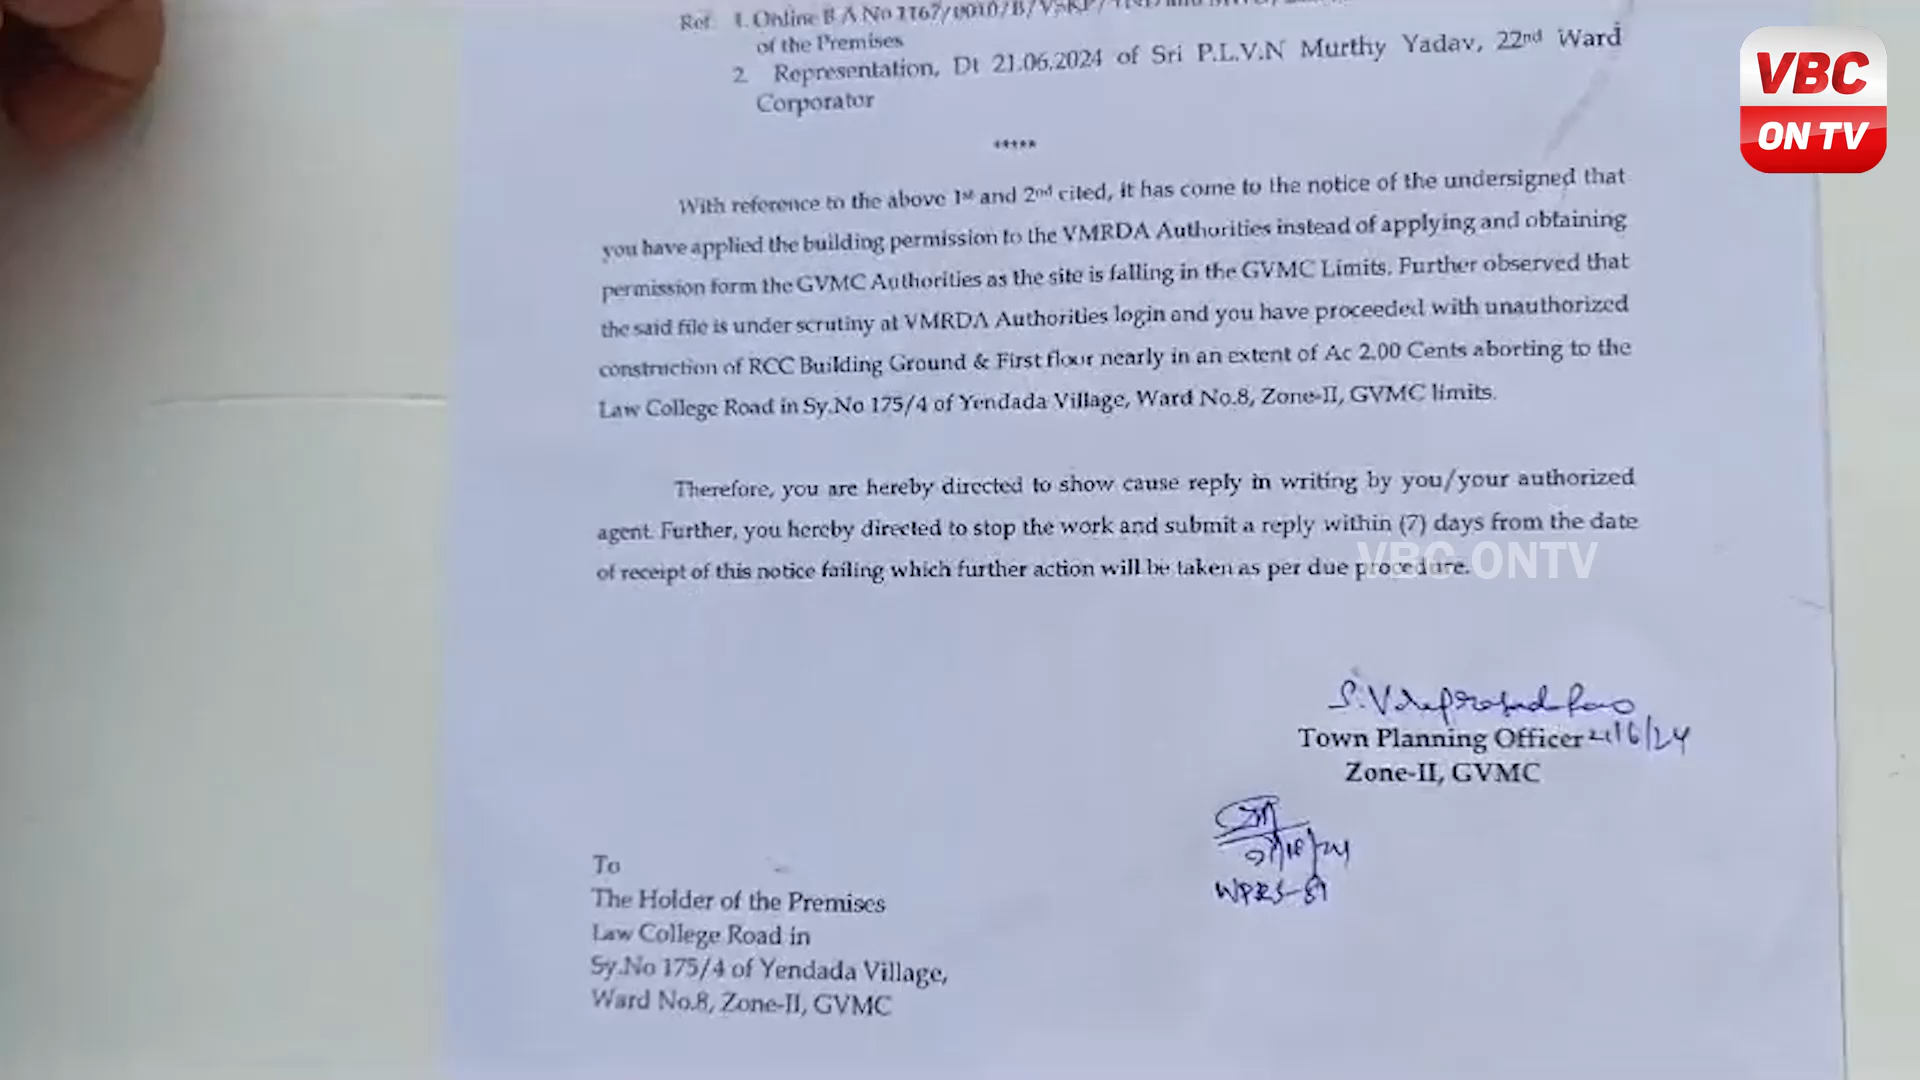 Ref: 1. Online B A No 1167/0010/B/VSKP/
of the Premises
2. Representation, Dt 21.06.2024 of Sri P.L.V.N Murthy Yadav, 22nd Ward
Corporator
*****
With reference to the above 1st and 2nd cited, it has come to the notice of the undersigned that
you have applied the building permission to the VMRDA Authorities instead of applying and obtaining
permission form the GVMC Authorities as the site is falling in the GVMC Limits. Further observed that
the said file is under scrutiny at VMRDA Authorities login and you have proceeded with unauthorized
construction of RCC Building Ground & First floor nearly in an extent of Ac 2.00 Cents aborting to the
Law College Road in Sy.No 175/4 of Yendada Village, Ward No.8, Zone-II, GVMC limits.
Therefore, you are hereby directed to show cause reply in writing by you/your authorized
agent. Further, you hereby directed to stop the work and submit a reply within (7) days from the date
of receipt of this notice failing which further action will be taken as per due procedure.
Town Planning Officer
Zone-II, GVMC
To
The Holder of the Premises
Law College Road in
Sy.No 175/4 of Yendada Village,
Ward No.8, Zone-II, GVMC
VBC
ON TV
VBC ONTV